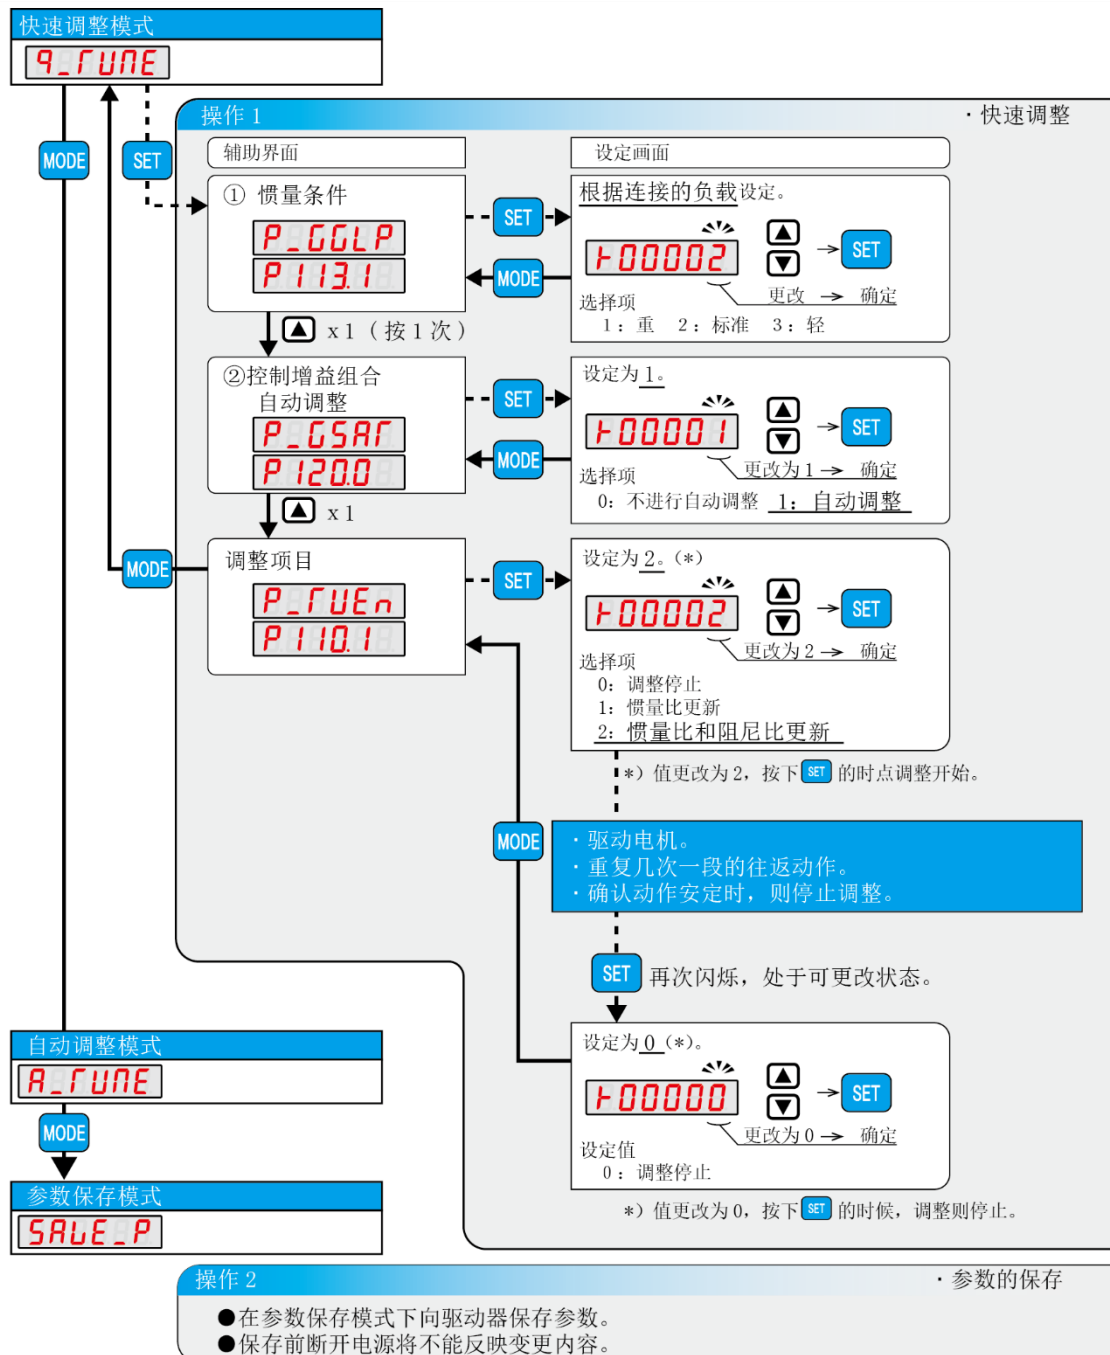 快速调整模式
q_TUNE
MODE
SET
操作 1
·快速调整
辅助界面
设定画面
① 惯量条件
P_GGLP
P113.1
SET
MODE
根据连接的负载设定。
F00002
SET
更改 → 确定
选择项
1：重 2：标准 3：轻
x1（按1次）
②控制增益组合
自动调整
P_GSAT
P120.0
SET
MODE
设定为 1。
F00001
SET
更改为 1 → 确定
选择项
0：不进行自动调整 1：自动调整
x1
MODE
调整项目
P_TUEn
P110.1
SET
设定为 2。(*)
F00002
SET
更改为 2 → 确定
选择项
0：调整停止
1：惯量比更新
2：惯量比和阻尼比更新
*）值更改为 2，按下 SET 的时点调整开始。
MODE
·驱动电机。
·重复几次一段的往返动作。
·确认动作安定时，则停止调整。
SET 再次闪烁，处于可更改状态。
设定为 0 (*)。
F00000
SET
更改为 0 → 确定
设定值
0：调整停止
*）值更改为 0，按下 SET 的时候，调整则停止。
自动调整模式
A_TUNE
MODE
参数保存模式
SAVE_P
操作 2
·参数的保存
●在参数保存模式下向驱动器保存参数。
●保存前断开电源将不能反映变更内容。